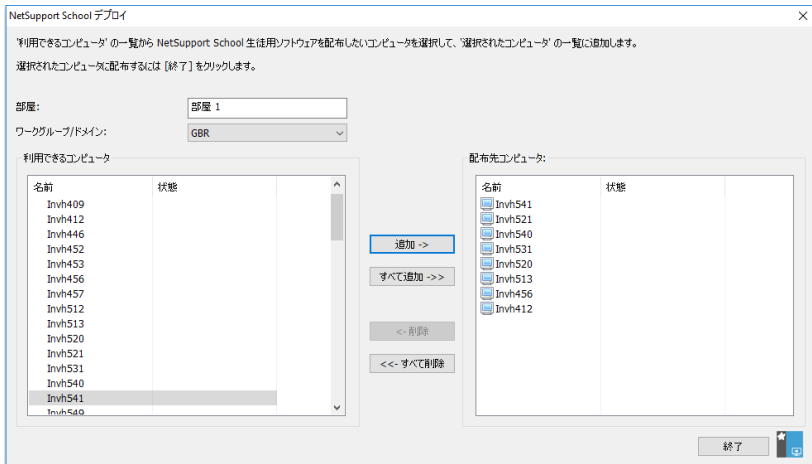 NetSupport School デプロイ
'利用できるコンピュータ' の一覧から NetSupport School 生徒用ソフトウェアを配布したいコンピュータを選択して、'選択されたコンピュータ' の一覧に追加します。
選択されたコンピュータに配布するには [終了] をクリックします。
部屋:
部屋 1
ワークグループ/ドメイン:
GBR
利用できるコンピュータ
名前 状態
Invh409
Invh412
Invh446
Invh452
Invh453
Invh456
Invh457
Invh512
Invh513
Invh520
Invh521
Invh531
Invh540
Invh541
Invh549
追加 ->
すべて追加 ->>
<- 削除
<<- すべて削除
配布先コンピュータ:
名前 状態
Invh541
Invh521
Invh540
Invh531
Invh520
Invh513
Invh456
Invh412
終了